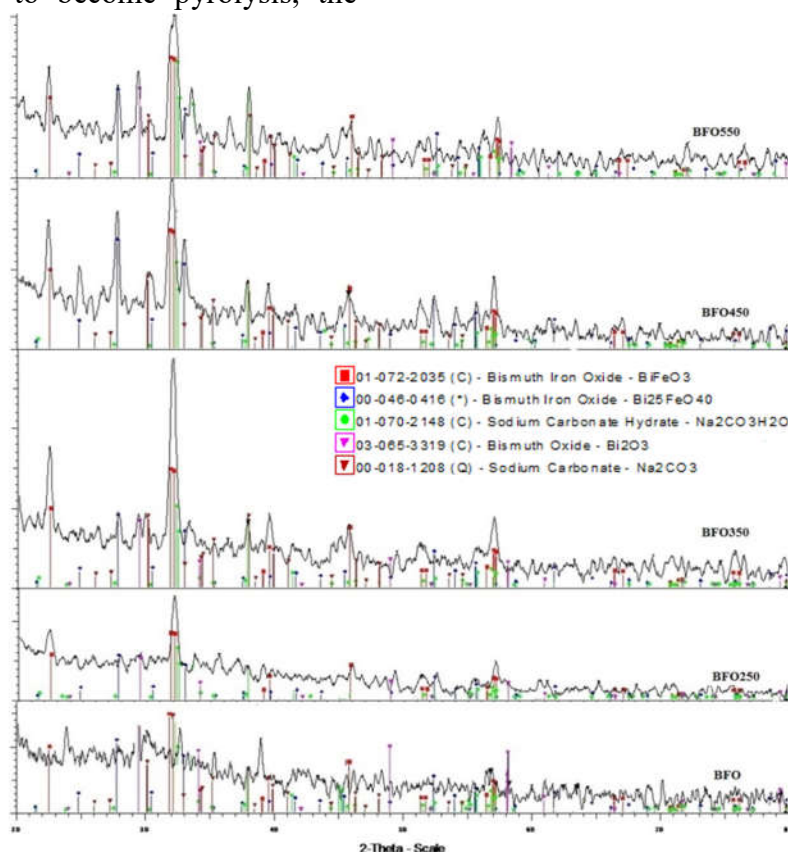 to become pyrolysis, the
BFO550
BFO450
01-072-2035 (C) - Bismuth Iron Oxide - BiFeO3
00-046-0416 (*) - Bismuth Iron Oxide - Bi25FeO40
01-070-2148 (C) - Sodium Carbonate Hydrate - Na2CO3H2O
03-065-3319 (C) - Bismuth Oxide - Bi2O3
00-018-1208 (Q) - Sodium Carbonate - Na2CO3
BFO350
BFO250
BFO
30 40
2-Theta - Scale